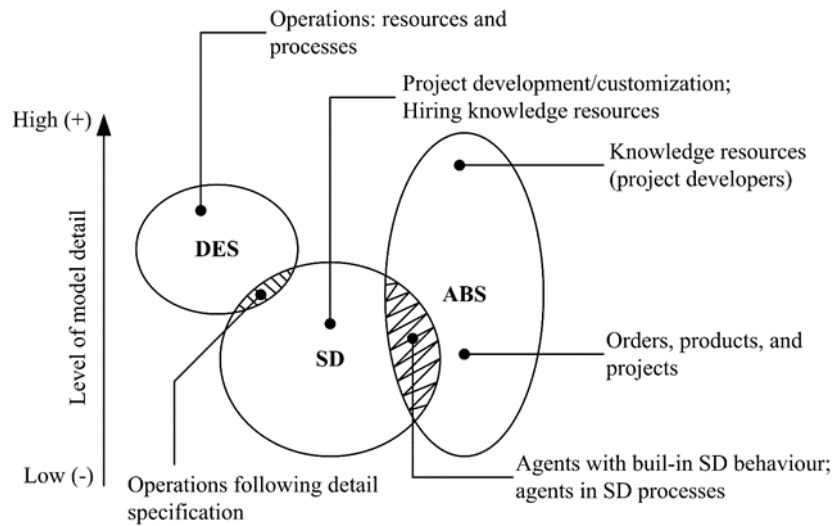 Operations: resources and
processes
Project development/customization;
Hiring knowledge resources
High (+)
Knowledge resources
(project developers)
Level of model detail
DES
ABS
SD
Orders, products, and
projects
Low (-)
Operations following detail
specification
Agents with buil-in SD behaviour;
agents in SD processes